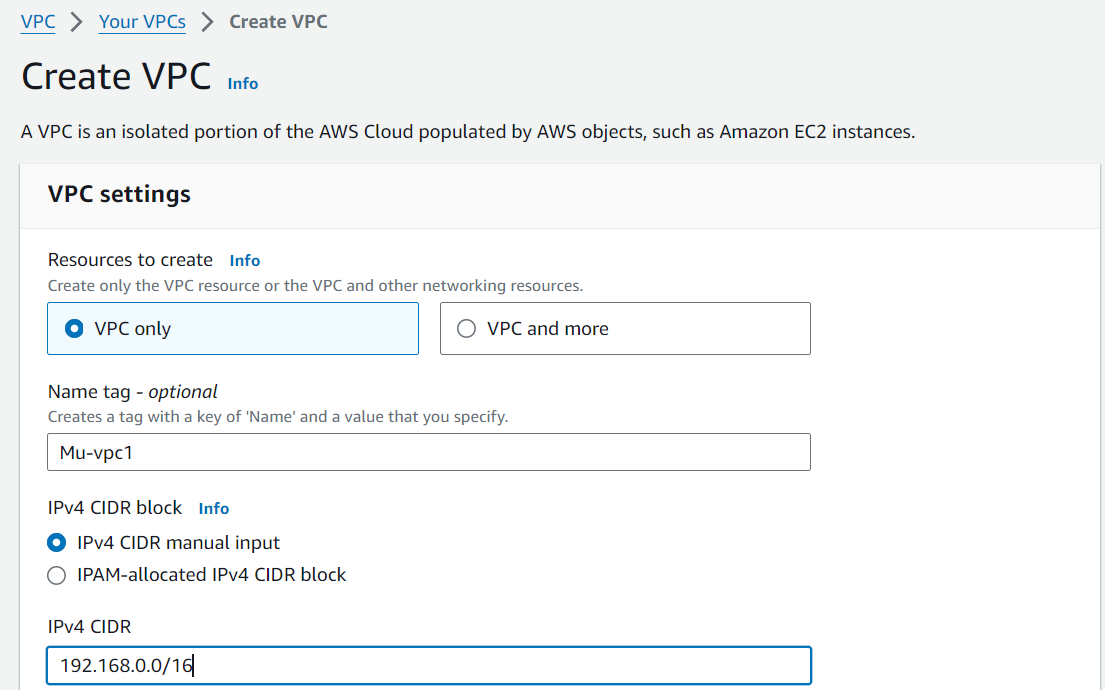 VPC > Your VPCs > Create VPC
Create VPC Info
A VPC is an isolated portion of the AWS Cloud populated by AWS objects, such as Amazon EC2 instances.
VPC settings
Resources to create Info
Create only the VPC resource or the VPC and other networking resources.
VPC only VPC and more
Name tag - optional
Creates a tag with a key of 'Name' and a value that you specify.
Mu-vpc1
IPv4 CIDR block Info
IPv4 CIDR manual input
IPAM-allocated IPv4 CIDR block
IPv4 CIDR
192.168.0.0/16